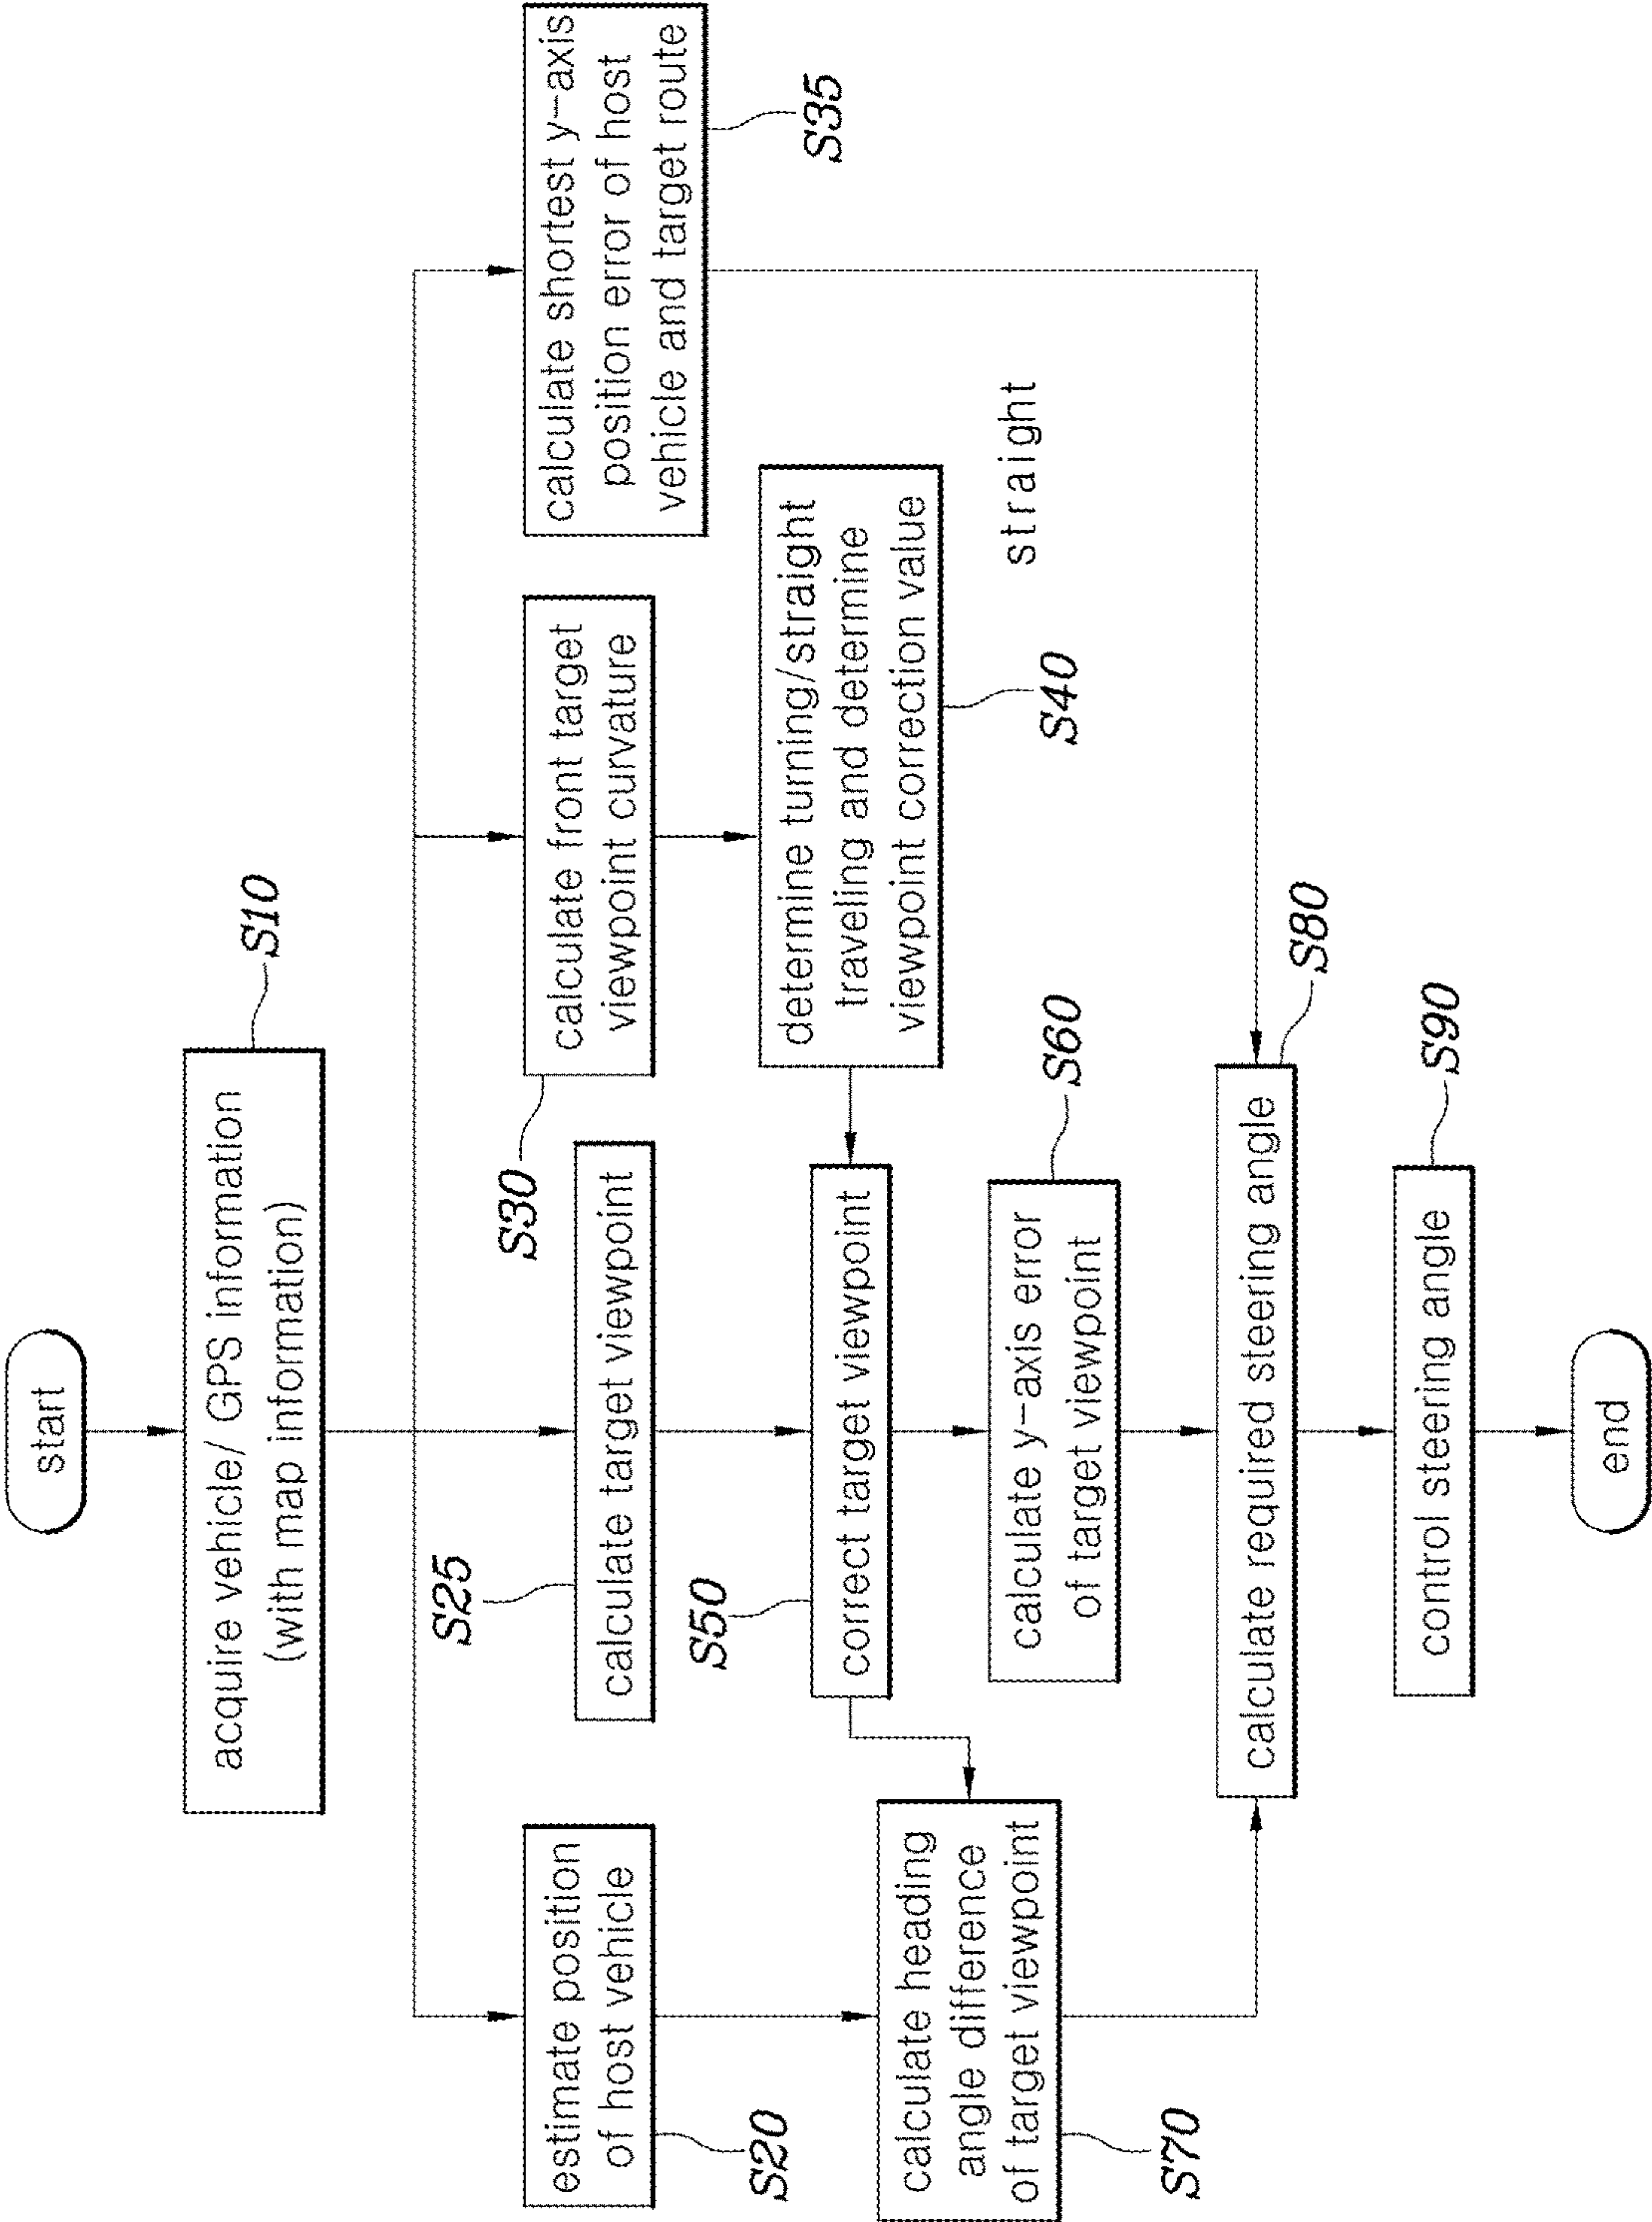 start
acquire vehicle/ GPS information
(with map information)
S10
estimate position
of host vehicle
S20
calculate target viewpoint
S25
calculate front target
viewpoint curvature
S30
calculate shortest y-axis
position error of host
vehicle and target route
S35
determine turning/straight
traveling and determine
viewpoint correction value
S40
straight
correct target viewpoint
S50
calculate y-axis error
of target viewpoint
S60
calculate heading
angle difference
of target viewpoint
S70
calculate required steering angle
S80
control steering angle
S90
end